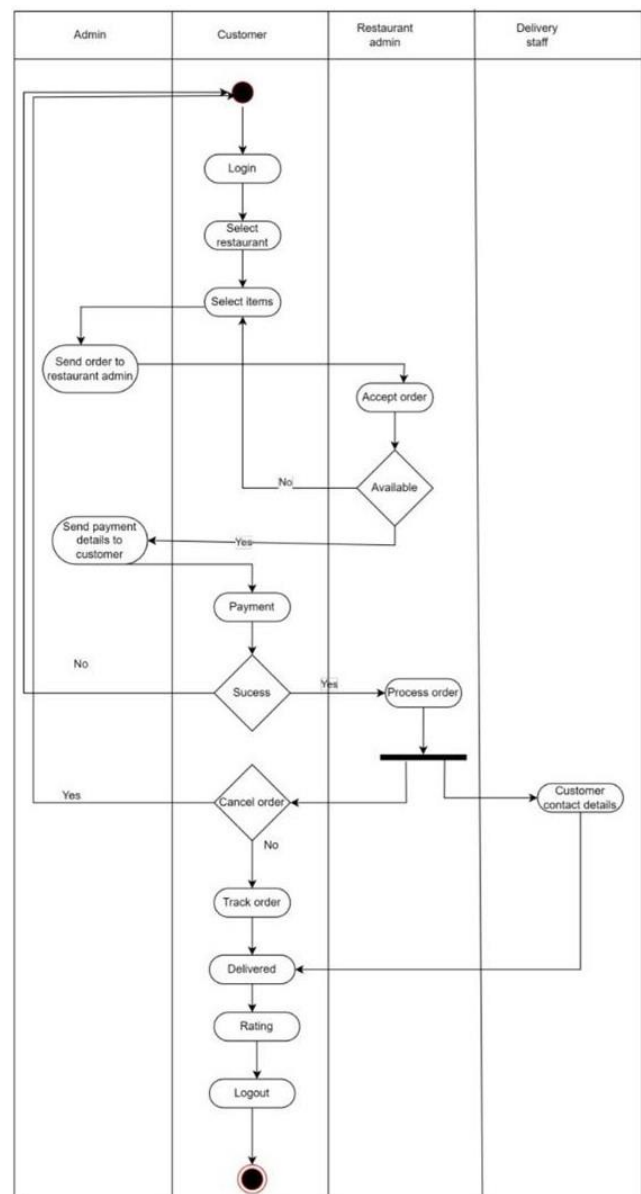 Admin
Customer
Restaurant
admin
Delivery
staff
Login
Select
restaurant
Select items
Send order to
restaurant admin
Accept order
No
Available
Send payment
details to
customer
Yes
Payment
No
Sucess
Yes
Process order
Yes
Cancel order
Customer
contact details
No
Track order
Delivered
Rating
Logout